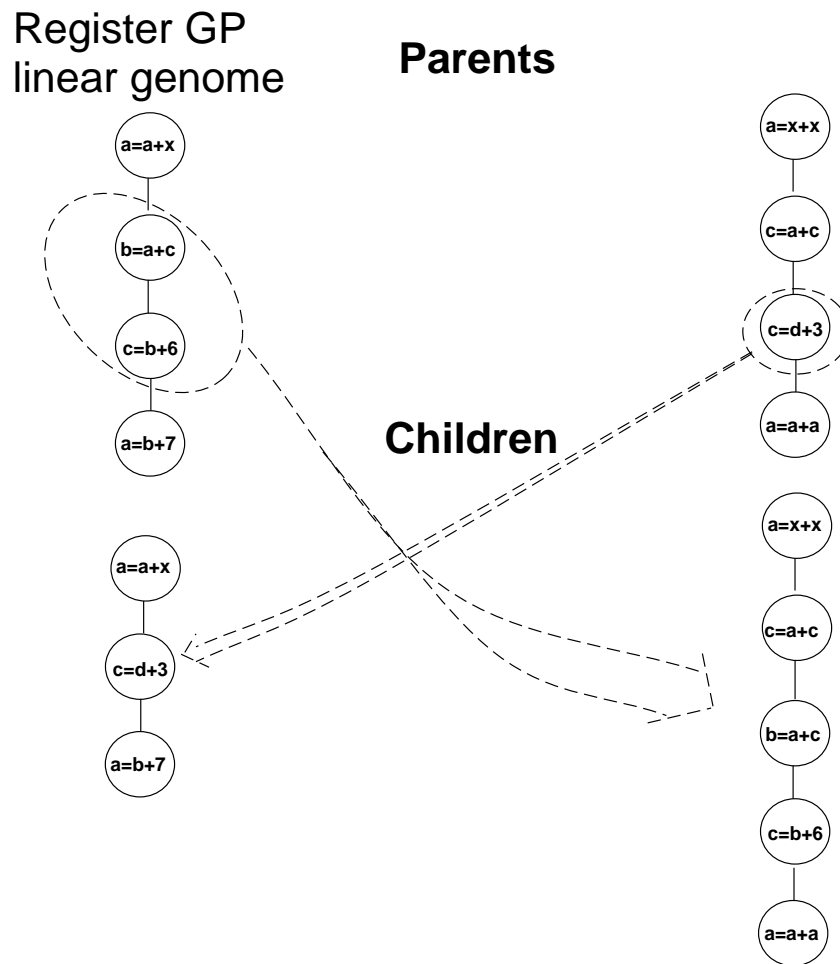 Register GP
linear genome
Parents
a=a+x
b=a+c
c=b+6
a=b+7
a=x+x
c=a+c
c=d+3
a=a+a
Children
a=a+x
c=d+3
a=b+7
a=x+x
c=a+c
b=a+c
c=b+6
a=a+a